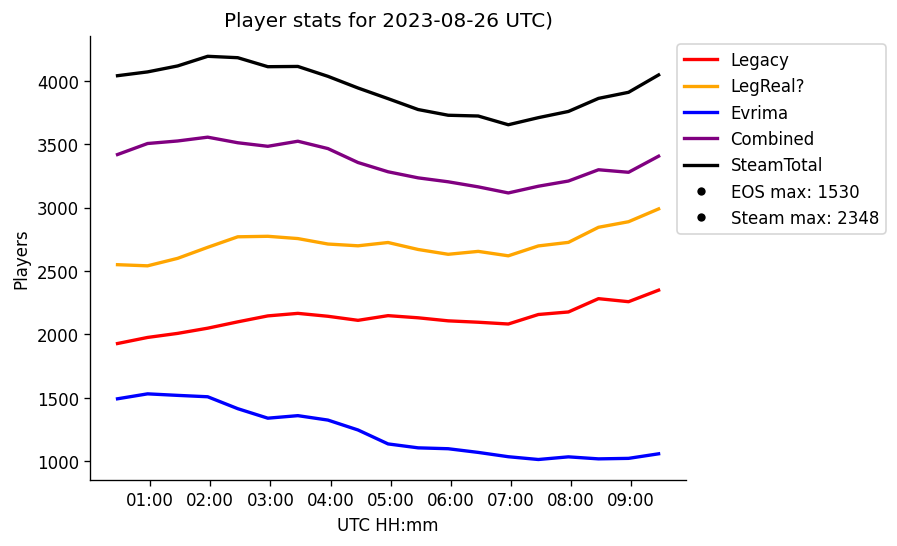 Player stats for 2023-08-26 UTC)
Legacy
LegReal?
Evrima
Combined
SteamTotal
EOS max: 1530
Steam max: 2348
Players
4000
3500
3000
2500
2000
1500
1000
01:00 02:00 03:00 04:00 05:00 06:00 07:00 08:00 09:00
UTC HH:mm